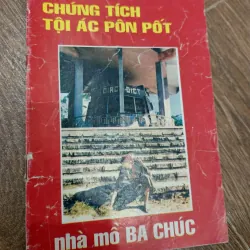 CHỨNG TÍCH
TỘI ÁC PÔN PỐT
nhà mồ BA CHÚC